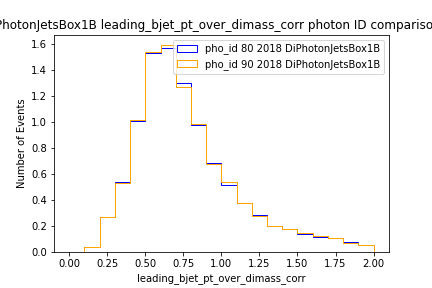 PhotonJetsBox1B leading_bjet_pt_over_dimass_corr photon ID compariso
pho_id 80 2018 DiPhotonJetsBox1B
pho_id 90 2018 DiPhotonJetsBox1B
Number of Events
1.6
1.4
1.2
1.0
0.8
0.6
0.4
0.2
0.0
0.00 0.25 0.50 0.75 1.00 1.25 1.50 1.75 2.00
leading_bjet_pt_over_dimass_corr